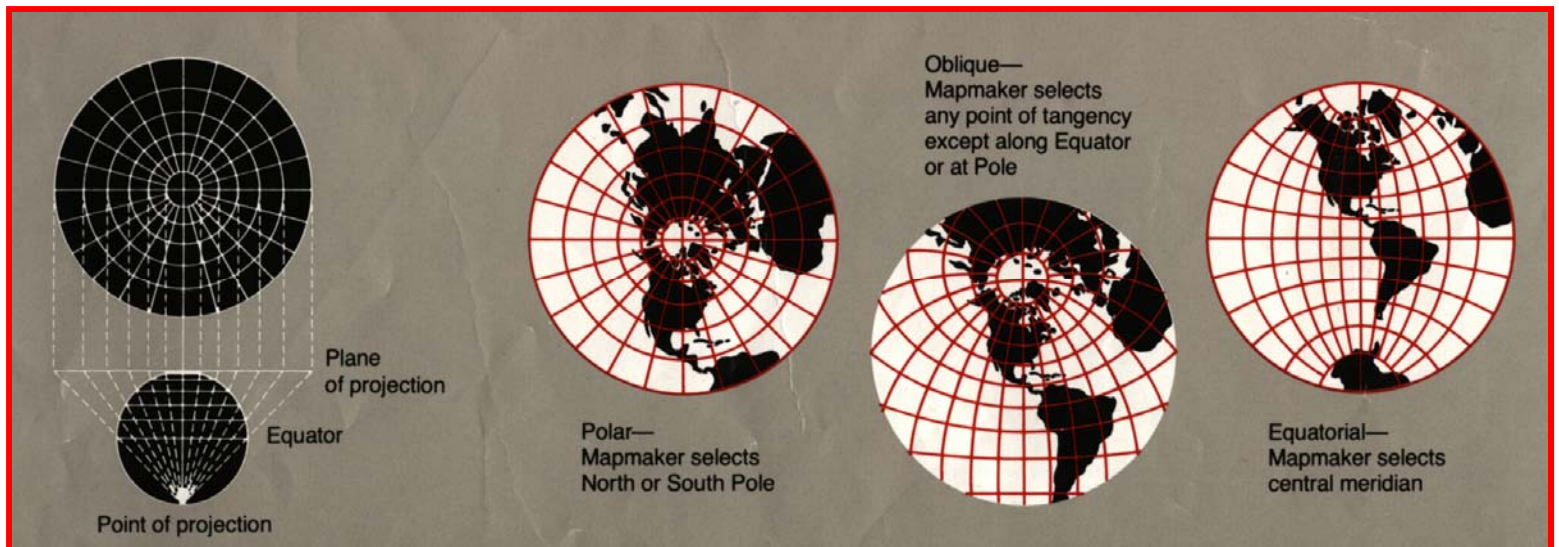 Plane
of projection
Equator
Point of projection
Polar—
Mapmaker selects
North or South Pole
Oblique—
Mapmaker selects
any point of tangency
except along Equator
or at Pole
Equatorial—
Mapmaker selects
central meridian